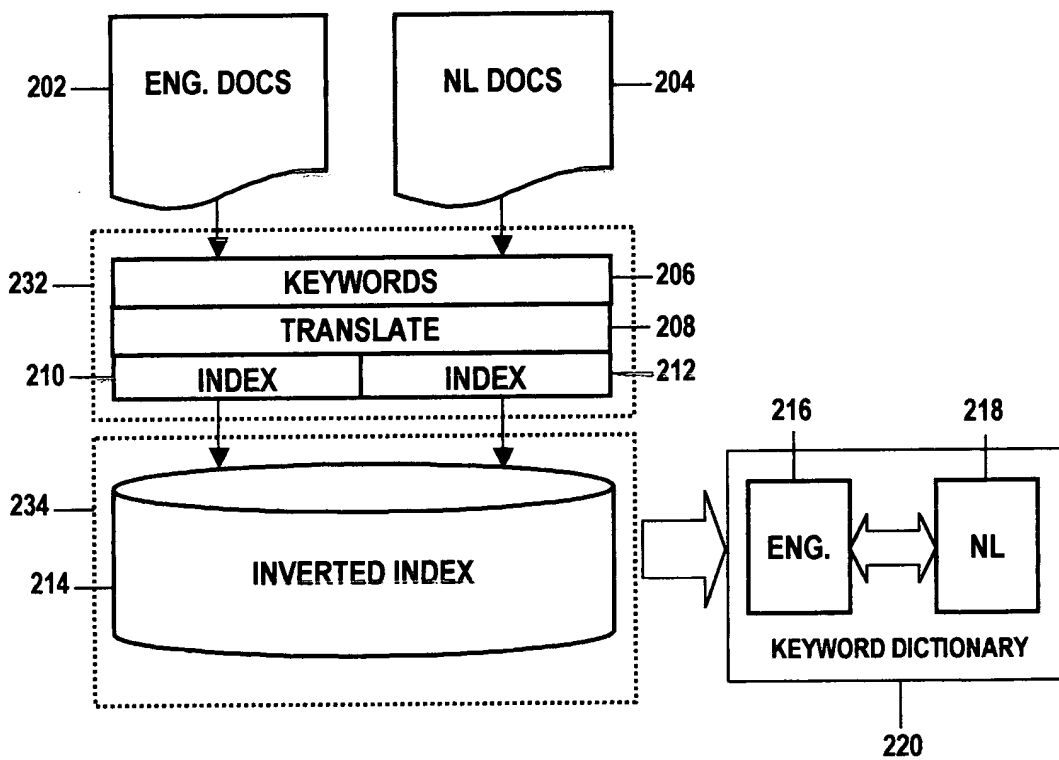 202 ENG. DOCS NL DOCS 204
232 KEYWORDS 206
TRANSLATE 208
210 INDEX INDEX 212
216 218
234
ENG. NL
214 INVERTED INDEX
KEYWORD DICTIONARY
220